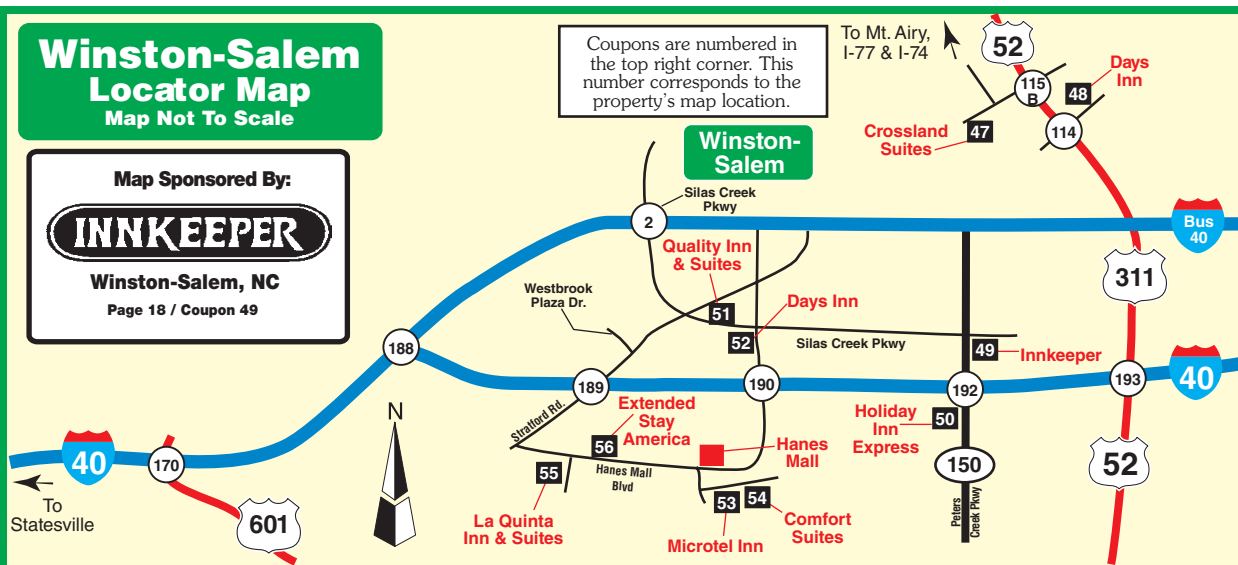 Winston-Salem
Locator Map
Map Not To Scale
Map Sponsored By:
INNKEEPER
Winston-Salem, NC
Page 18 / Coupon 49
Coupons are numbered in
the top right corner. This
number corresponds to the
property's map location.
To Mt. Airy,
I-77 & I-74
52
115
B
48
Days
Inn
47
Crossland
Suites
114
Winston-
Salem
Silas Creek
Pkwy
2
Bus
40
Quality Inn
& Suites
311
Westbrook
Plaza Dr.
51
Days Inn
52
Silas Creek Pkwy
49
Innkeeper
188
189
190
192
193
40
Stratford Rd.
Extended
Stay
America
56
Hanes
Mall
Holiday
Inn
Express
50
N
40
170
To
Statesville
601
55
Hanes Mall
Blvd
La Quinta
Inn & Suites
53
54
Microtel Inn
Comfort
Suites
150
Peters
Creek Pkwy
52